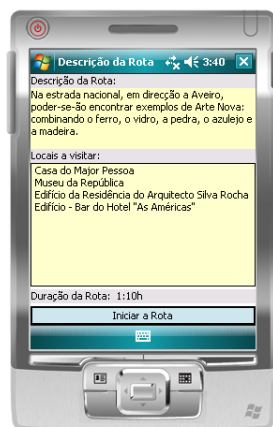 Descrição da Rota 3:40
Descrição da Rota:
Na estrada nacional, em direcção a Aveiro,
poder-se-ão encontrar exemplos de Arte Nova:
combinando o ferro, o vidro, a pedra, o azulejo e
a madeira.
Locais a visitar:
Casa do Major Pessoa
Museu da República
Edifício da Residência do Arquitecto Silva Rocha
Edifício - Bar do Hotel "As Américas"
Duração da Rota: 1:10h
Iniciar a Rota